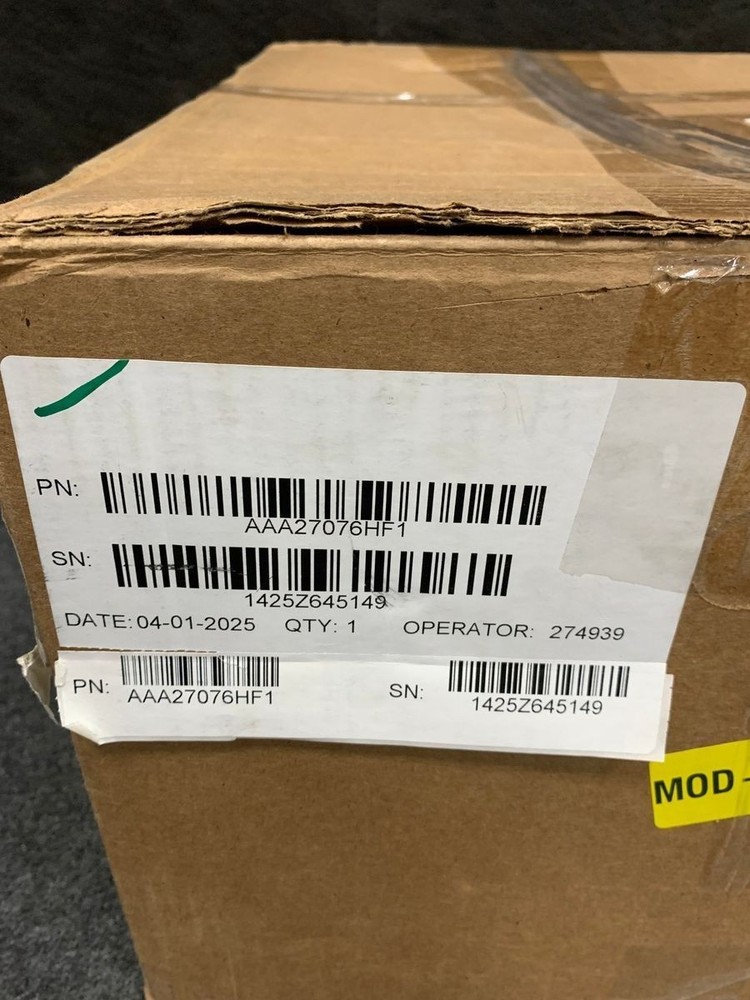 PN:
AAA27076HF1
SN:
1425Z645149
DATE: 04-01-2025 QTY: 1 OPERATOR: 274939
PN: AAA27076HF1 SN: 1425Z645149
MOD -